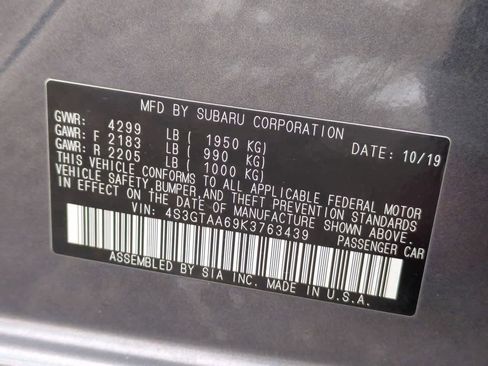 MFD BY SUBARU CORPORATION
GVWR: 4299 LB ( 1950 KG) DATE: 10/19
GAWR: F 2183 LB ( 990 KG)
GAWR: R 2205 LB ( 1000 KG)
THIS VEHICLE CONFORMS TO ALL APPLICABLE FEDERAL MOTOR
VEHICLE SAFETY, BUMPER, AND THEFT PREVENTION STANDARDS
IN EFFECT ON THE DATE OF MANUFACTURE SHOWN ABOVE.
VIN: 4S3GTAA69K3763439 PASSENGER CAR
ASSEMBLED BY SIA INC. MADE IN U.S.A.